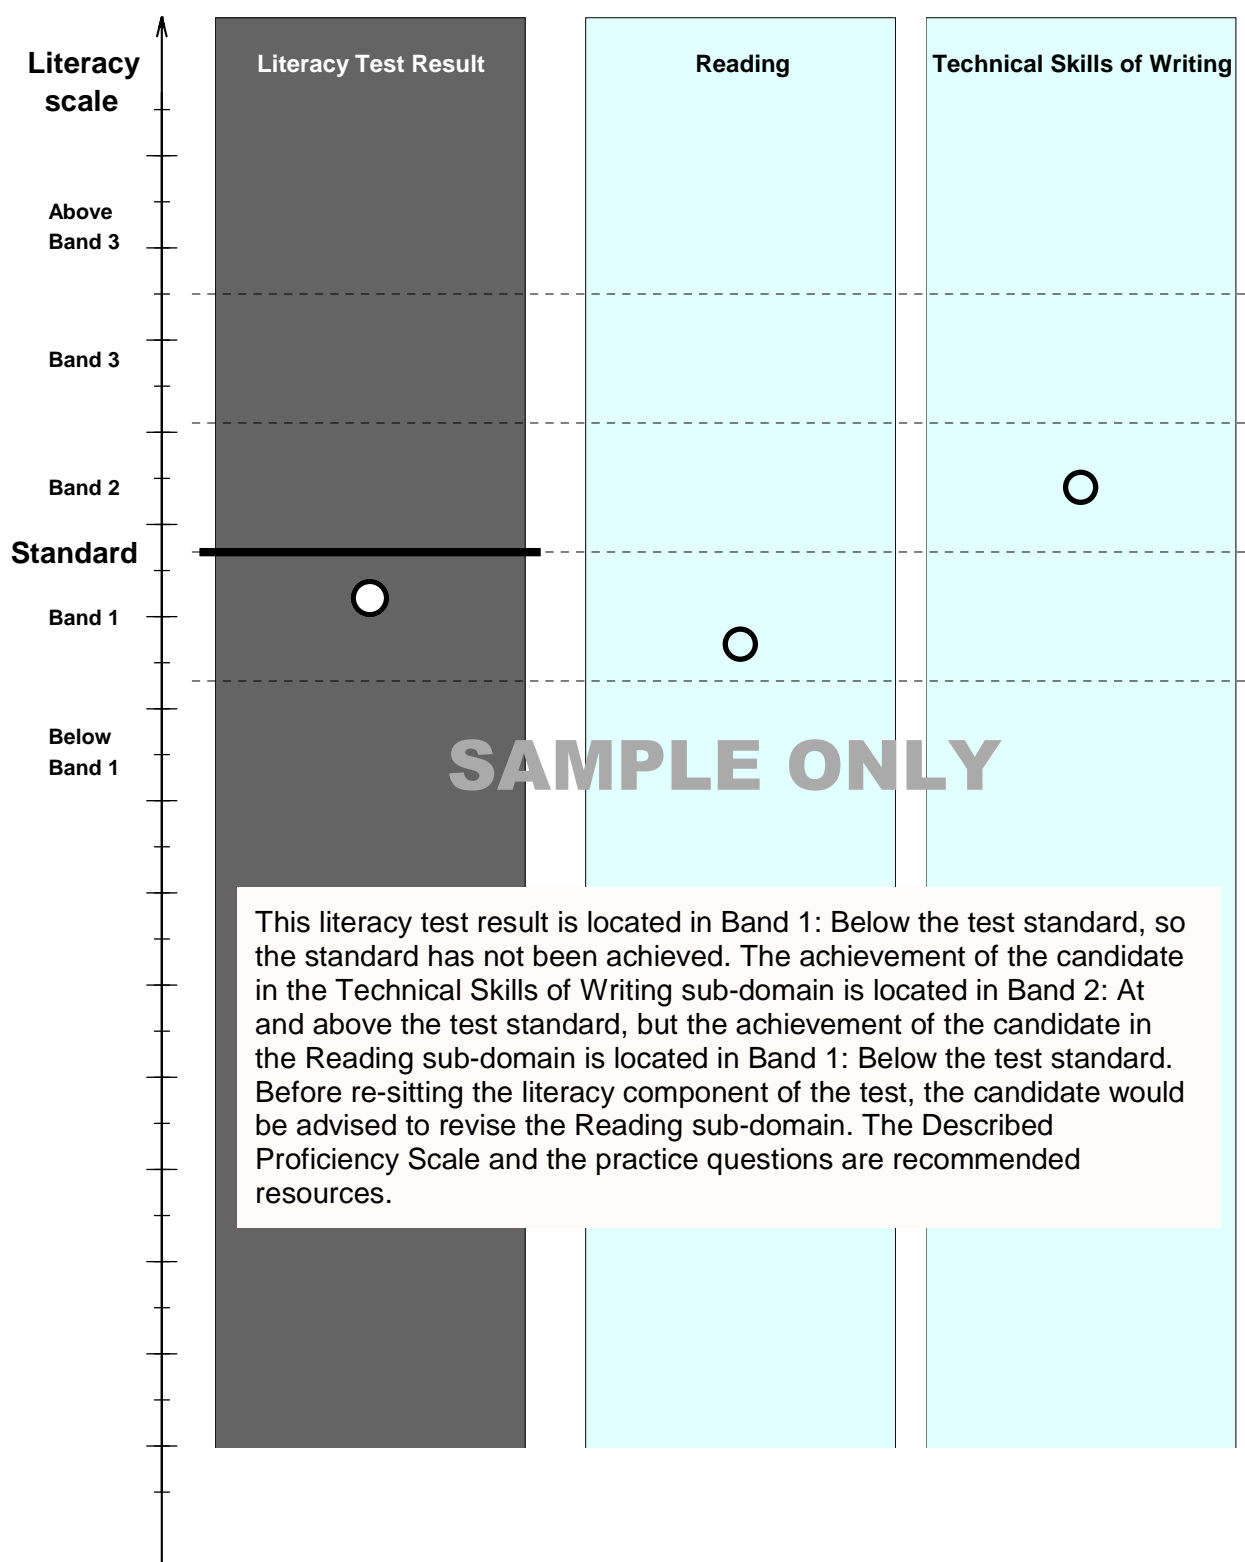 Literacy
scale
Literacy Test Result
Reading
Technical Skills of Writing
Above
Band 3
Band 3
Band 2
Standard
Band 1
Below
Band 1
SAMPLE ONLY
This literacy test result is located in Band 1: Below the test standard, so
the standard has not been achieved. The achievement of the candidate
in the Technical Skills of Writing sub-domain is located in Band 2: At
and above the test standard, but the achievement of the candidate in
the Reading sub-domain is located in Band 1: Below the test standard.
Before re-sitting the literacy component of the test, the candidate would
be advised to revise the Reading sub-domain. The Described
Proficiency Scale and the practice questions are recommended
resources.